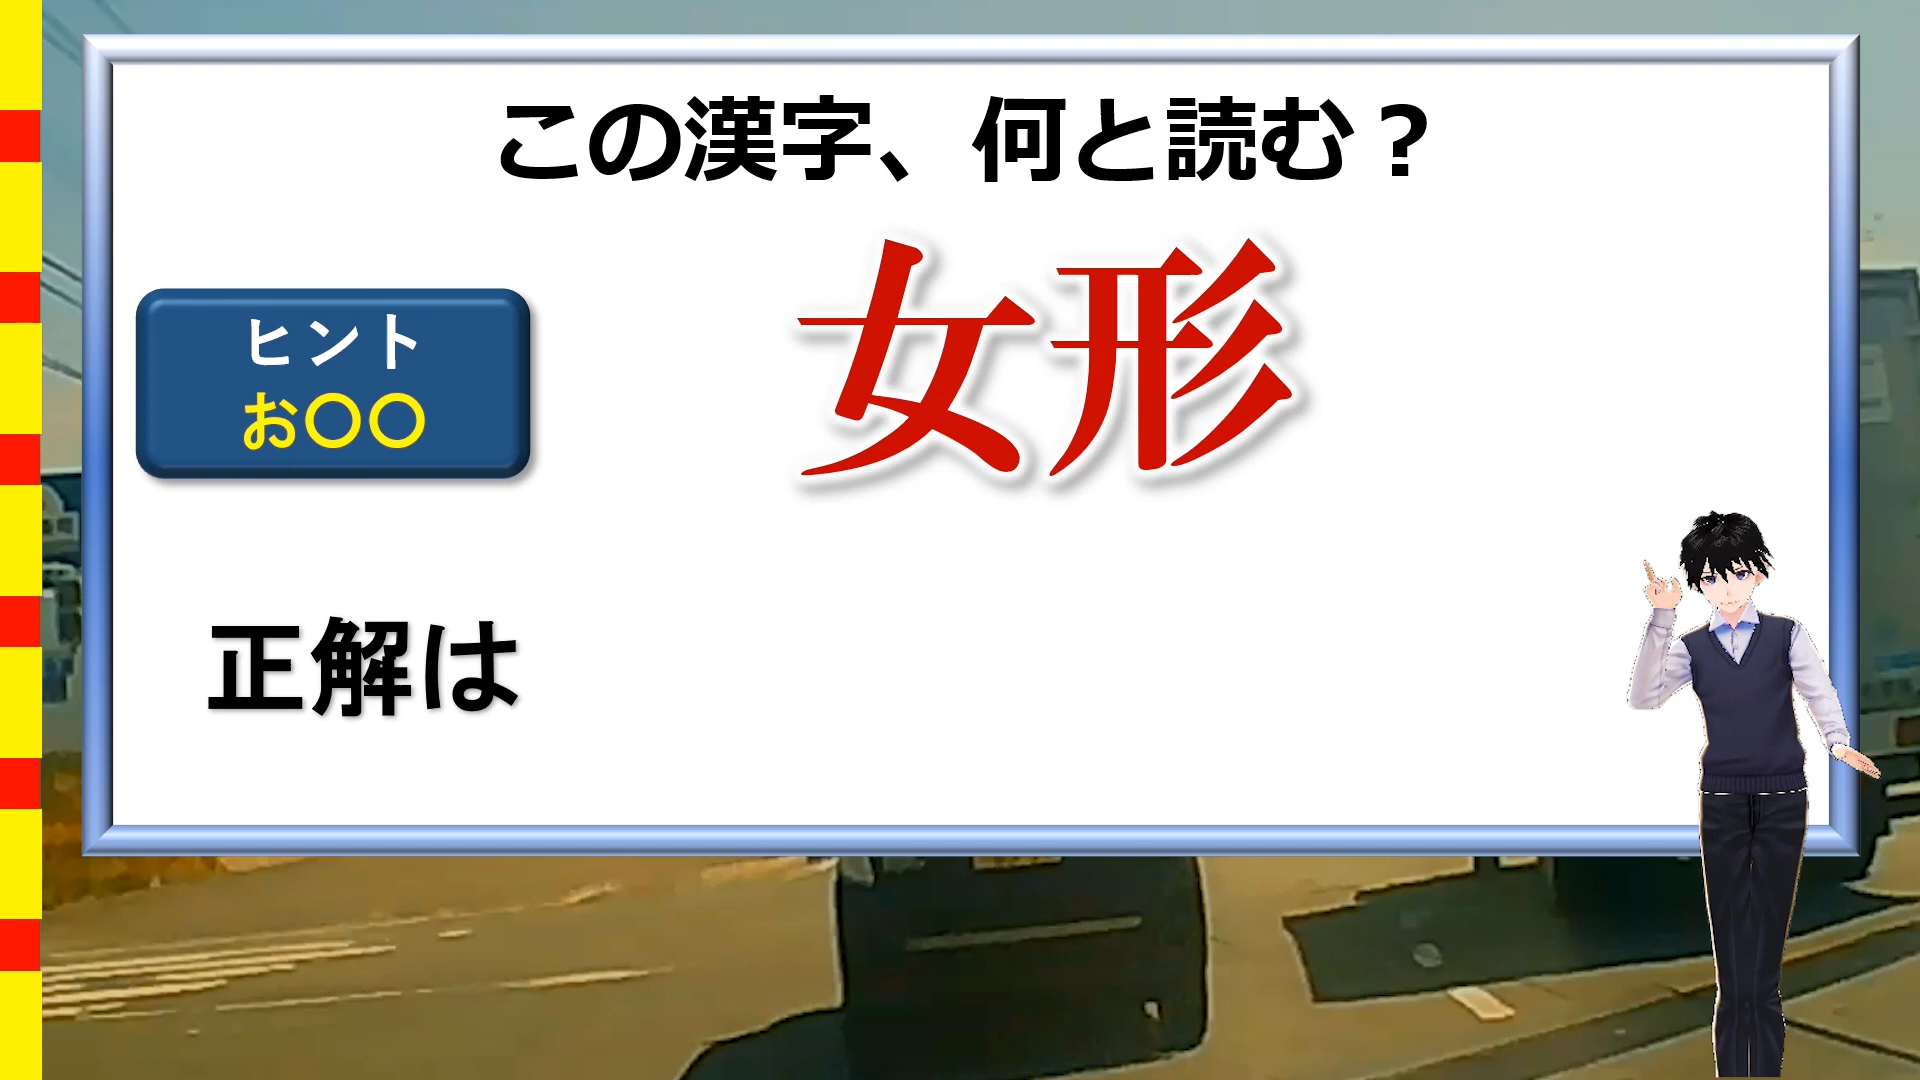 この漢字、何と読む？
女形
ヒント
お〇〇
正解は